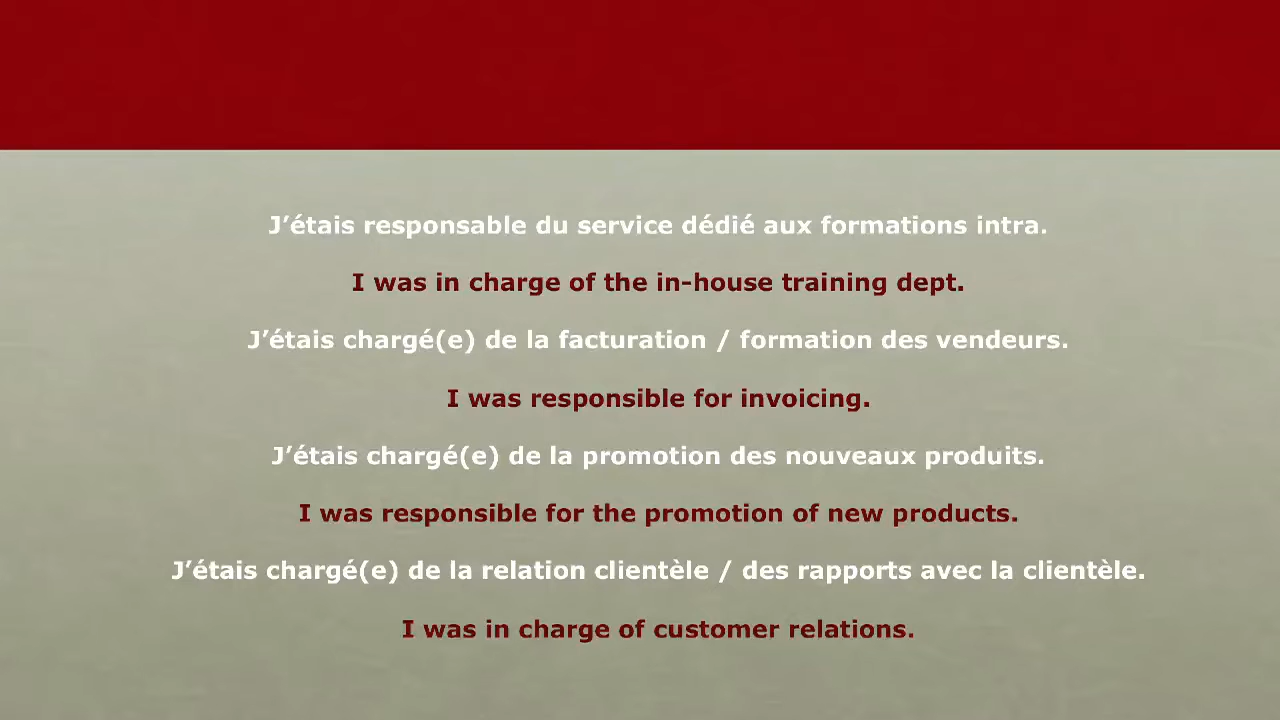 J’étais responsable du service dédié aux formations intra.
I was in charge of the in-house training dept.
J’étais chargé(e) de la facturation / formation des vendeurs.
I was responsible for invoicing.
J’étais chargé(e) de la promotion des nouveaux produits.
I was responsible for the promotion of new products.
J’étais chargé(e) de la relation clientèle / des rapports avec la clientèle.
I was in charge of customer relations.